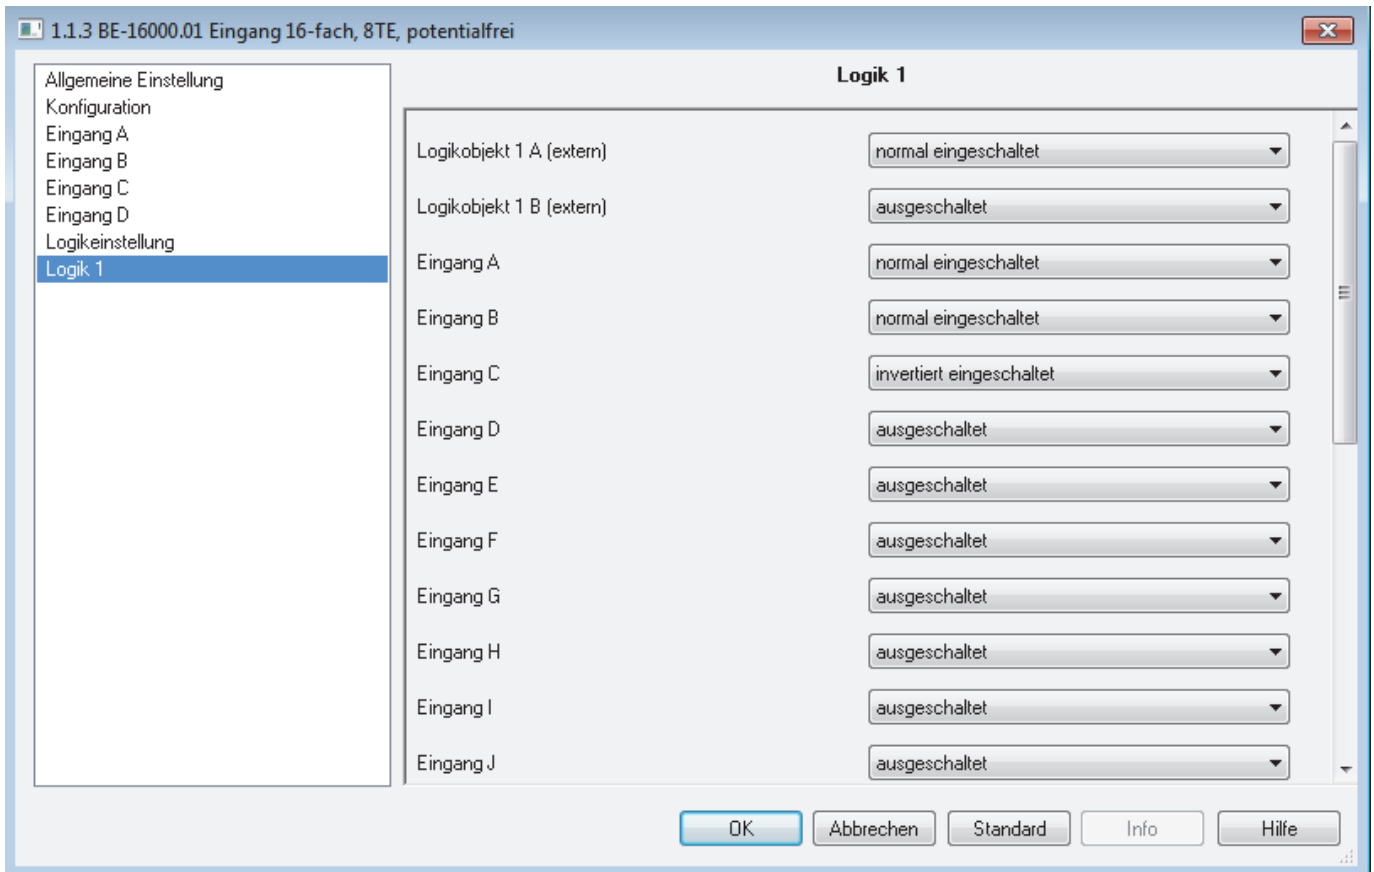 1.1.3 BE-16000.01 Eingang 16-fach, 8TE, potentialfrei
Allgemeine Einstellung
Konfiguration
Eingang A
Eingang B
Eingang C
Eingang D
Logikeinstellung
Logik 1
Logik 1
Logikobjekt 1 A (extern) normal eingeschaltet
Logikobjekt 1 B (extern) ausgeschaltet
Eingang A normal eingeschaltet
Eingang B normal eingeschaltet
Eingang C invertiert eingeschaltet
Eingang D ausgeschaltet
Eingang E ausgeschaltet
Eingang F ausgeschaltet
Eingang G ausgeschaltet
Eingang H ausgeschaltet
Eingang I ausgeschaltet
Eingang J ausgeschaltet
OK Abbrechen Standard Info Hilfe